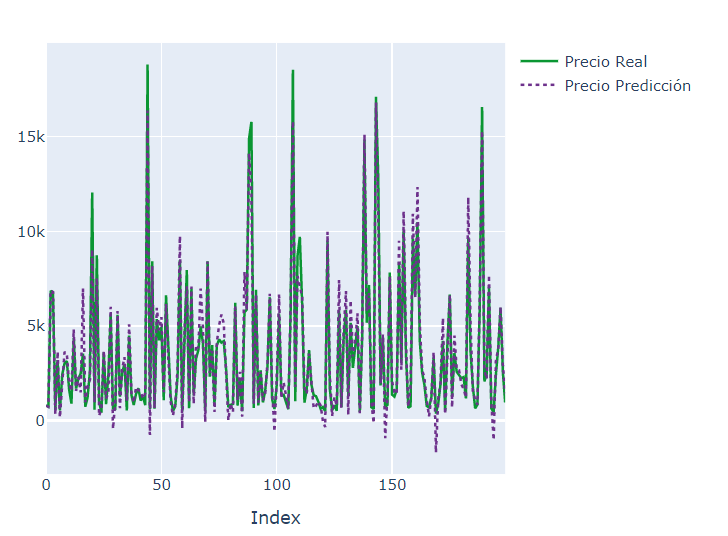 Precio Real
Precio Predicción
15k
10k
5k
0
0
50
100
150
Index